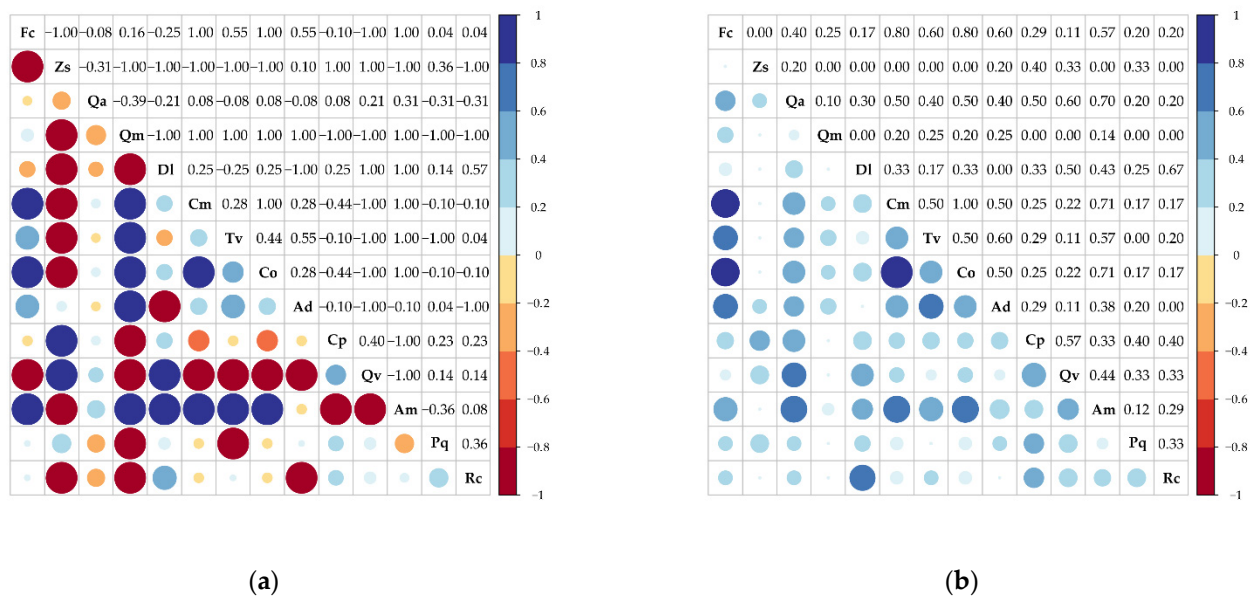 Fc −1.00 −0.08 0.16 −0.25 1.00 0.55 1.00 0.55 −0.10 −1.00 1.00 0.04 0.04
Zs −0.31 −1.00 −1.00 −1.00 −1.00 −1.00 0.10 1.00 1.00 −1.00 0.36 −1.00
Qa −0.39 −0.21 0.08 −0.08 0.08 −0.08 0.08 0.21 0.31 −0.31 −0.31
Qm −1.00 1.00 1.00 1.00 1.00 −1.00 −1.00 1.00 −1.00 −1.00
Dl 0.25 −0.25 0.25 −1.00 0.25 1.00 1.00 0.14 0.57
Cm 0.28 1.00 0.28 −0.44 −1.00 1.00 −0.10 −0.10
Tv 0.44 0.55 −0.10 −1.00 1.00 −1.00 0.04
Co 0.28 −0.44 −1.00 1.00 −0.10 −0.10
Ad −0.10 −1.00 −0.10 0.04 −1.00
Cp 0.40 −1.00 0.23 0.23
Qv −1.00 0.14 0.14
Am −0.36 0.08
Pq 0.36
Rc
1
0.8
0.6
0.4
0.2
0
−0.2
−0.4
−0.6
−0.8
−1
(a)
Fc 0.00 0.40 0.25 0.17 0.80 0.60 0.80 0.60 0.29 0.11 0.57 0.20 0.20
Zs 0.20 0.00 0.00 0.00 0.00 0.00 0.20 0.40 0.33 0.00 0.33 0.00
Qa 0.10 0.30 0.50 0.40 0.50 0.40 0.50 0.60 0.70 0.20 0.20
Qm 0.00 0.20 0.25 0.20 0.25 0.00 0.00 0.14 0.00 0.00
Dl 0.33 0.17 0.33 0.00 0.33 0.50 0.43 0.25 0.67
Cm 0.50 1.00 0.50 0.25 0.22 0.71 0.17 0.17
Tv 0.50 0.60 0.29 0.11 0.57 0.00 0.20
Co 0.50 0.25 0.22 0.71 0.17 0.17
Ad 0.29 0.11 0.38 0.20 0.00
Cp 0.57 0.33 0.40 0.40
Qv 0.44 0.33 0.33
Am 0.12 0.29
Pq 0.33
Rc
1
0.8
0.6
0.4
0.2
0
−0.2
−0.4
−0.6
−0.8
−1
(b)